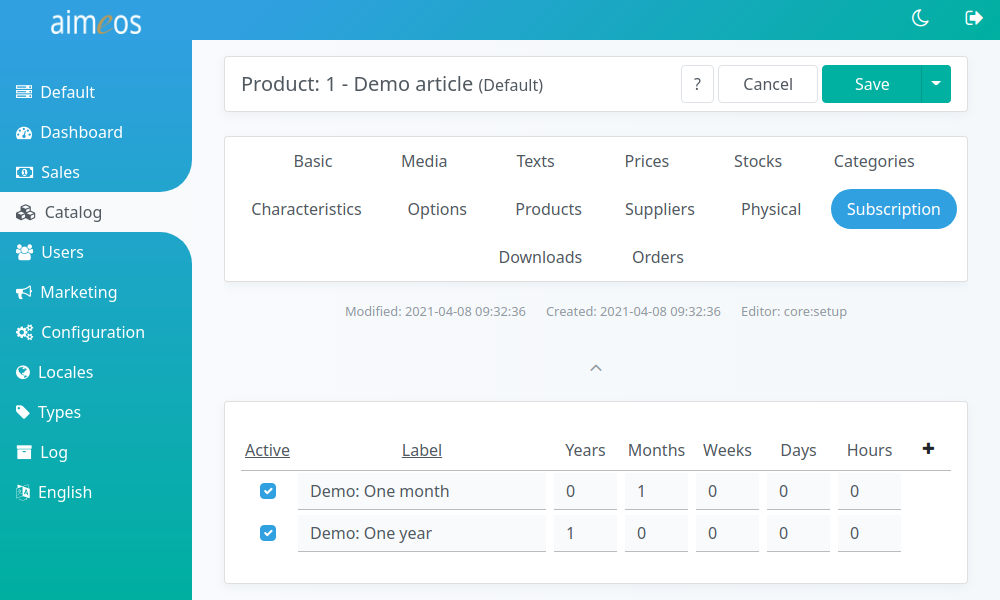 aimeos
Default
Dashboard
Sales
Catalog
Users
Marketing
Configuration
Locales
Types
Log
English
Product: 1 - Demo article (Default)
? Cancel Save
Basic Media Texts Prices Stocks Categories
Characteristics Options Products Suppliers Physical Subscription
Downloads Orders
Modified: 2021-04-08 09:32:36 Created: 2021-04-08 09:32:36 Editor: core:setup
Active Label Years Months Weeks Days Hours +
Demo: One month 0 1 0 0 0
Demo: One year 1 0 0 0 0